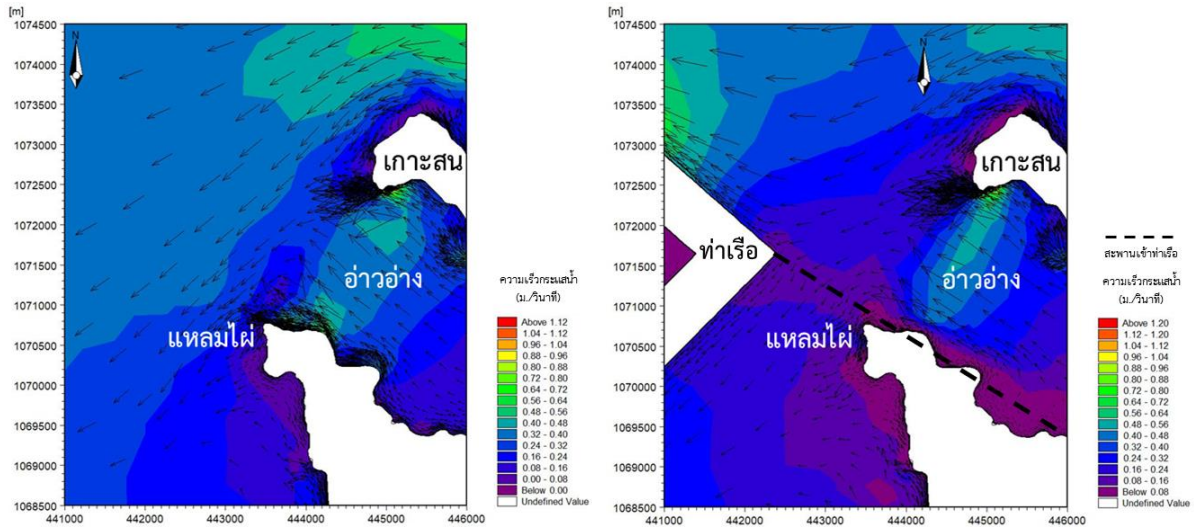 [m]
1074500
1074000
1073500
1073000
1072500
1072000
1071500
1071000
1070500
1070000
1069500
1069000
1068500
441000 442000 443000 444000 445000 446000
N
เกาะสน
อ่าวอ่าง
แหลมไผ่
ความเร็วกระแสน้ำ
(ม./วินาที)
Above 1.12
1.04 - 1.12
0.96 - 1.04
0.88 - 0.96
0.80 - 0.88
0.72 - 0.80
0.64 - 0.72
0.56 - 0.64
0.48 - 0.56
0.40 - 0.48
0.32 - 0.40
0.24 - 0.32
0.16 - 0.24
0.08 - 0.16
0.00 - 0.08
Below 0.00
Undefined Value
[m]
1074500
1074000
1073500
1073000
1072500
1072000
1071500
1071000
1070500
1070000
1069500
1069000
1068500
441000 442000 443000 444000 445000 446000
N
เกาะสน
ท่าเรือ
อ่าวอ่าง
แหลมไผ่
สะพานเข้าท่าเรือ
ความเร็วกระแสน้ำ
(ม./วินาที)
Above 1.20
1.12 - 1.20
1.04 - 1.12
0.96 - 1.04
0.88 - 0.96
0.80 - 0.88
0.72 - 0.80
0.64 - 0.72
0.56 - 0.64
0.48 - 0.56
0.40 - 0.48
0.32 - 0.40
0.24 - 0.32
0.16 - 0.24
0.08 - 0.16
Below 0.08
Undefined Value